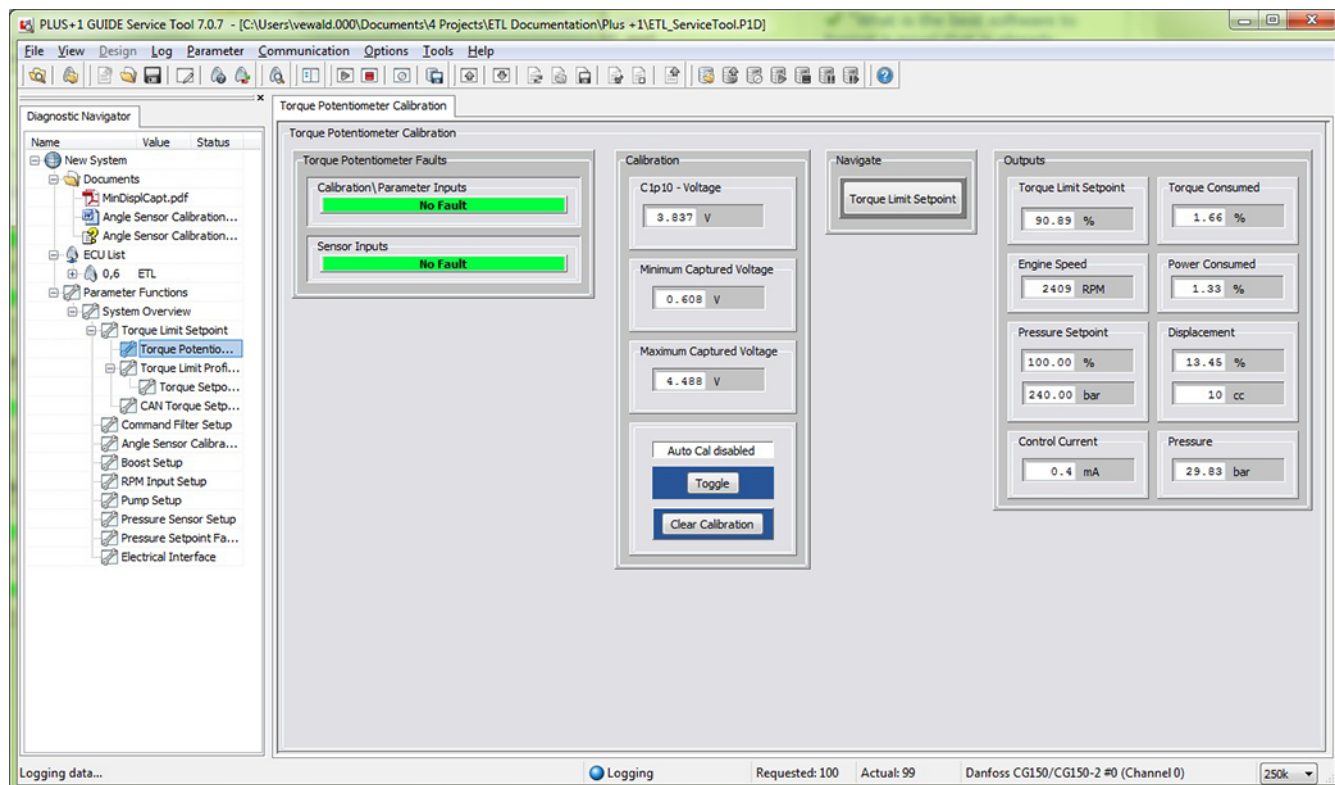 PLUS+1 GUIDE Service Tool 7.0.7 - [C:\Users\vewald.000\Documents\4 Projects\ETL Documentation\Plus +1\ETL_ServiceTool.P1D]
File View Design Log Parameter Communication Options Tools Help
Diagnostic Navigator
Name Value Status
New System
Documents
MinDisplCapt.pdf
Angle Sensor Calibration...
Angle Sensor Calibration...
ECU List
0,6 ETL
Parameter Functions
System Overview
Torque Limit Setpoint
Torque Potentio...
Torque Limit Profi...
Torque Setpo...
CAN Torque Setp...
Command Filter Setup
Angle Sensor Calibra...
Boost Setup
RPM Input Setup
Pump Setup
Pressure Sensor Setup
Pressure Setpoint Fa...
Electrical Interface
Torque Potentiometer Calibration
Torque Potentiometer Calibration
Torque Potentiometer Faults
Calibration\Parameter Inputs
No Fault
Sensor Inputs
No Fault
Calibration
C1p10 - Voltage
3.837 V
Minimum Captured Voltage
0.608 V
Maximum Captured Voltage
4.488 V
Auto Cal disabled
Toggle
Clear Calibration
Navigate
Torque Limit Setpoint
Outputs
Torque Limit Setpoint
90.89 %
Torque Consumed
1.66 %
Engine Speed
2409 RPM
Power Consumed
1.33 %
Pressure Setpoint
100.00 %
240.00 bar
Displacement
13.45 %
10 cc
Control Current
0.4 mA
Pressure
29.83 bar
Logging data...
Logging
Requested: 100
Actual: 99
Danfoss CG150/CG150-2 #0 (Channel 0)
250k